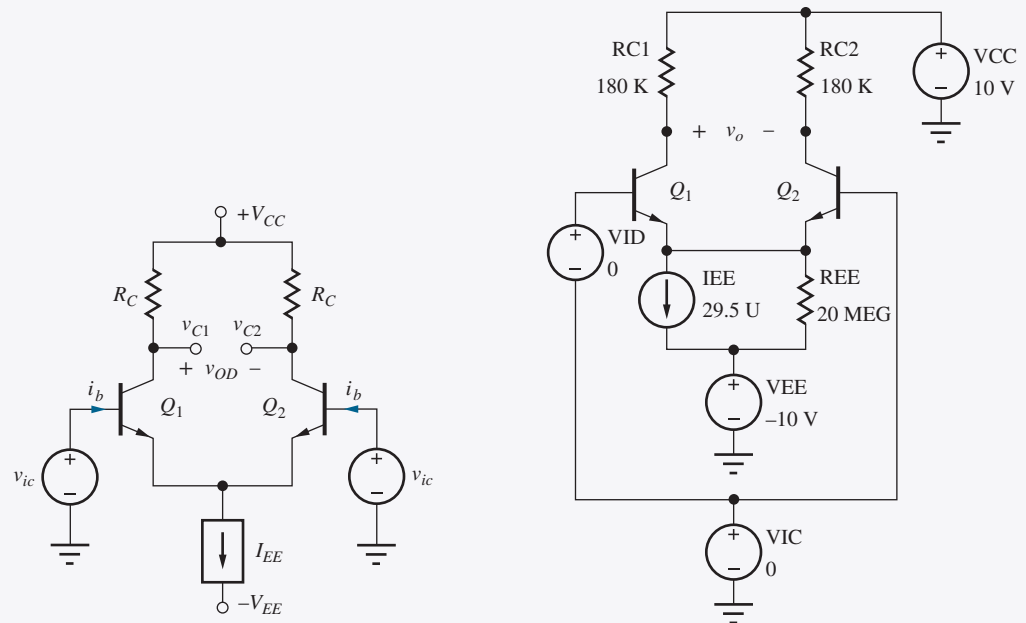 +V_CC
R_C
R_C
v_C1
v_C2
+ v_OD −
i_b
i_b
Q_1
Q_2
+
−
v_ic
+
−
v_ic
I_EE
−V_EE
RC1
180 K
RC2
180 K
+
−
VCC
10 V
+ v_o −
Q_1
Q_2
+
−
VID
0
IEE
29.5 U
REE
20 MEG
+
−
VEE
–10 V
+
−
VIC
0